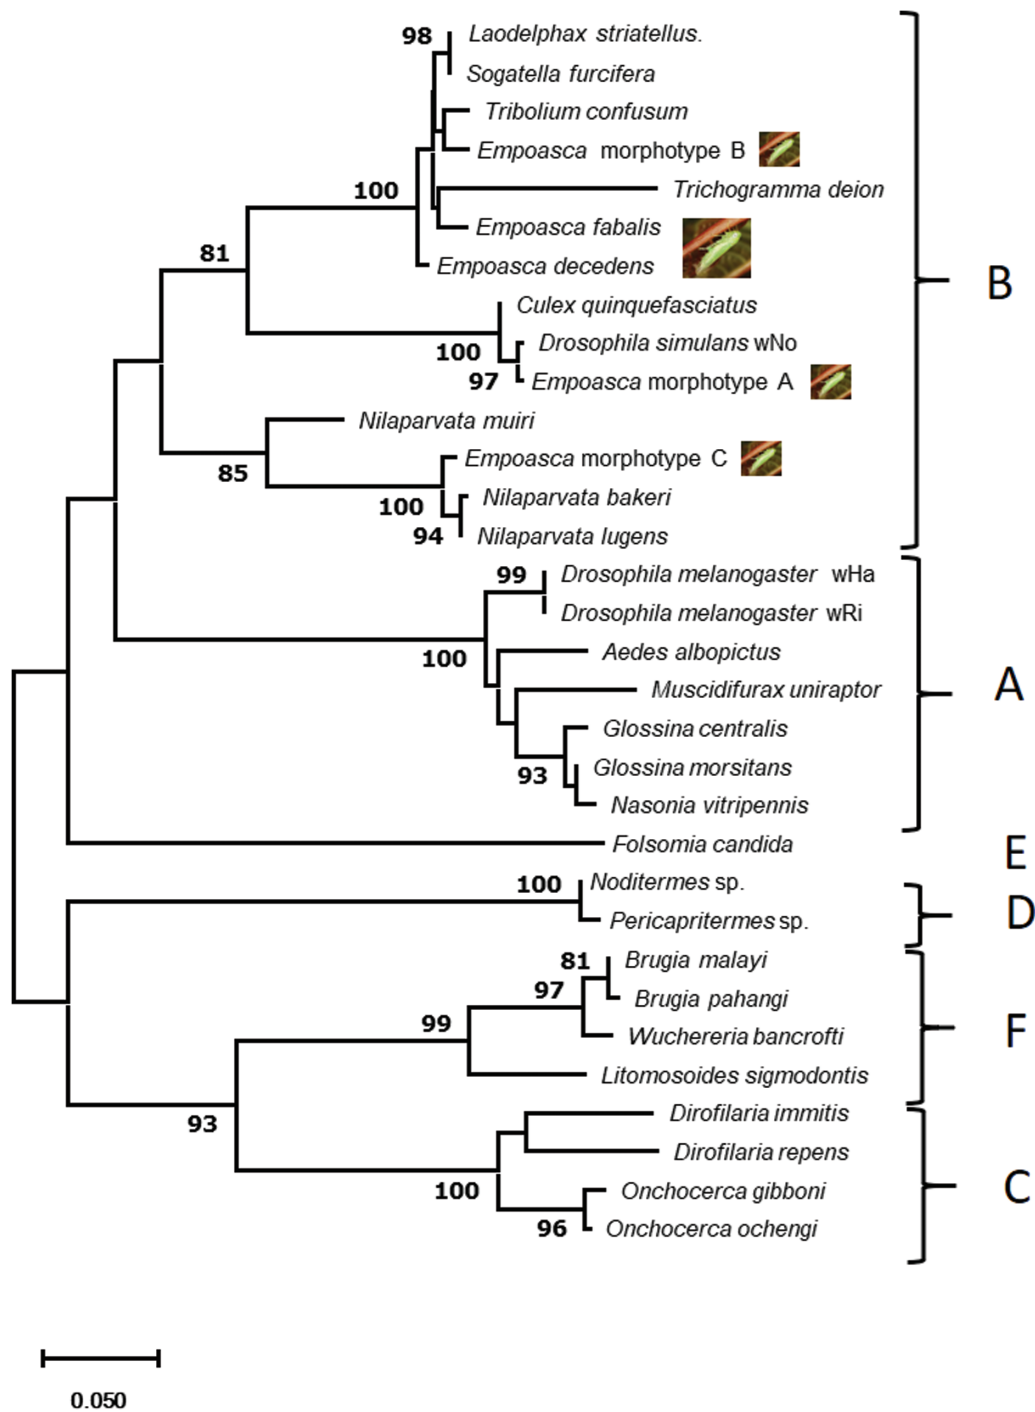 98 Laodelphax striatellus.
Sogatella furcifera
Tribolium confusum
Empoasca morphotype B
100 Trichogramma deion
Empoasca fabalis
81
Empoasca decedens
B
Culex quinquefasciatus
Drosophila simulans wNo
100
97 Empoasca morphotype A
Nilaparvata muiri
Empoasca morphotype C
85
Nilaparvata bakeri
100
94 Nilaparvata lugens
99 Drosophila melanogaster wHa
Drosophila melanogaster wRi
Aedes albopictus
100
Muscidifurax uniraptor
A
Glossina centralis
Glossina morsitans
93
Nasonia vitripennis
Folsomia candida
E
100 Noditermes sp.
Pericapritermes sp.
D
81 Brugia malayi
97
Brugia pahangi
99 Wuchereria bancrofti
F
Litomosoides sigmodontis
Dirofilaria immitis
93
Dirofilaria repens
Onchocerca gibboni
100
C
96 Onchocerca ochengi
0.050